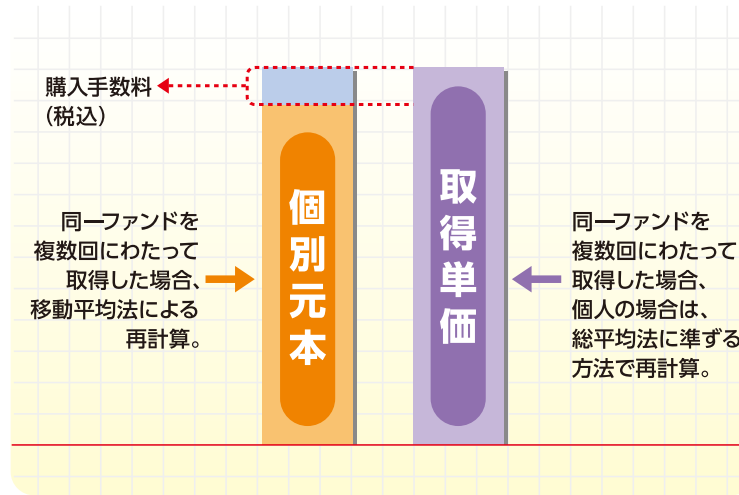 購入手数料
（税込）
個別元本
取得単価
同一ファンドを
複数回にわたって
取得した場合、
移動平均法による
再計算。
同一ファンドを
複数回にわたって
取得した場合、
個人の場合は、
総平均法に準ずる
方法で再計算。